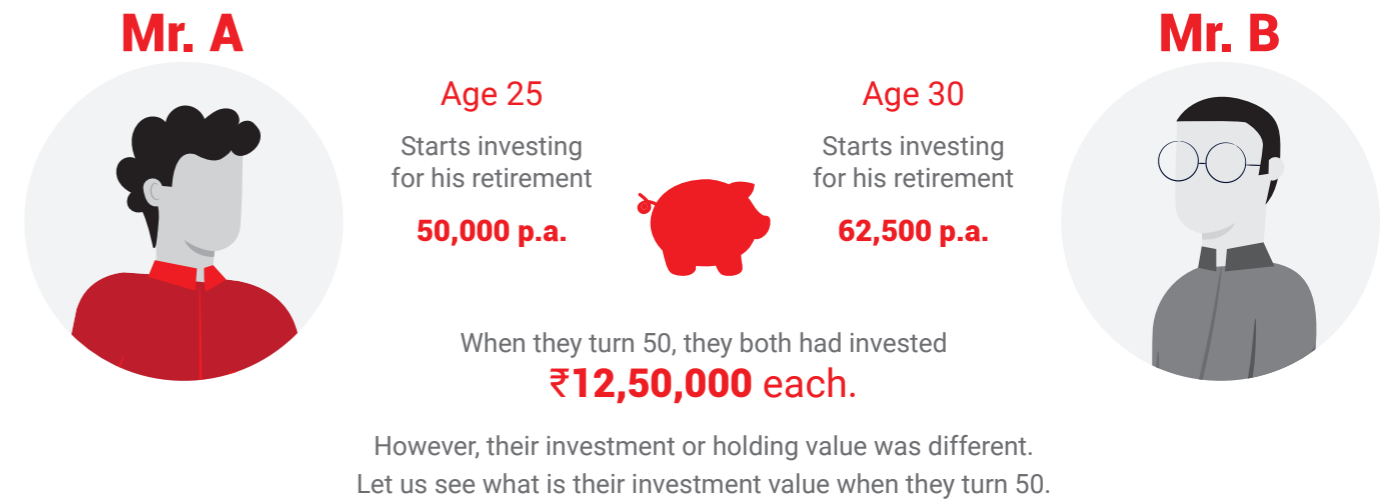 Mr. A
Mr. B
Age 25
Starts investing
for his retirement
50,000 p.a.
Age 30
Starts investing
for his retirement
62,500 p.a.
When they turn 50, they both had invested
₹12,50,000 each.
However, their investment or holding value was different.
Let us see what is their investment value when they turn 50.